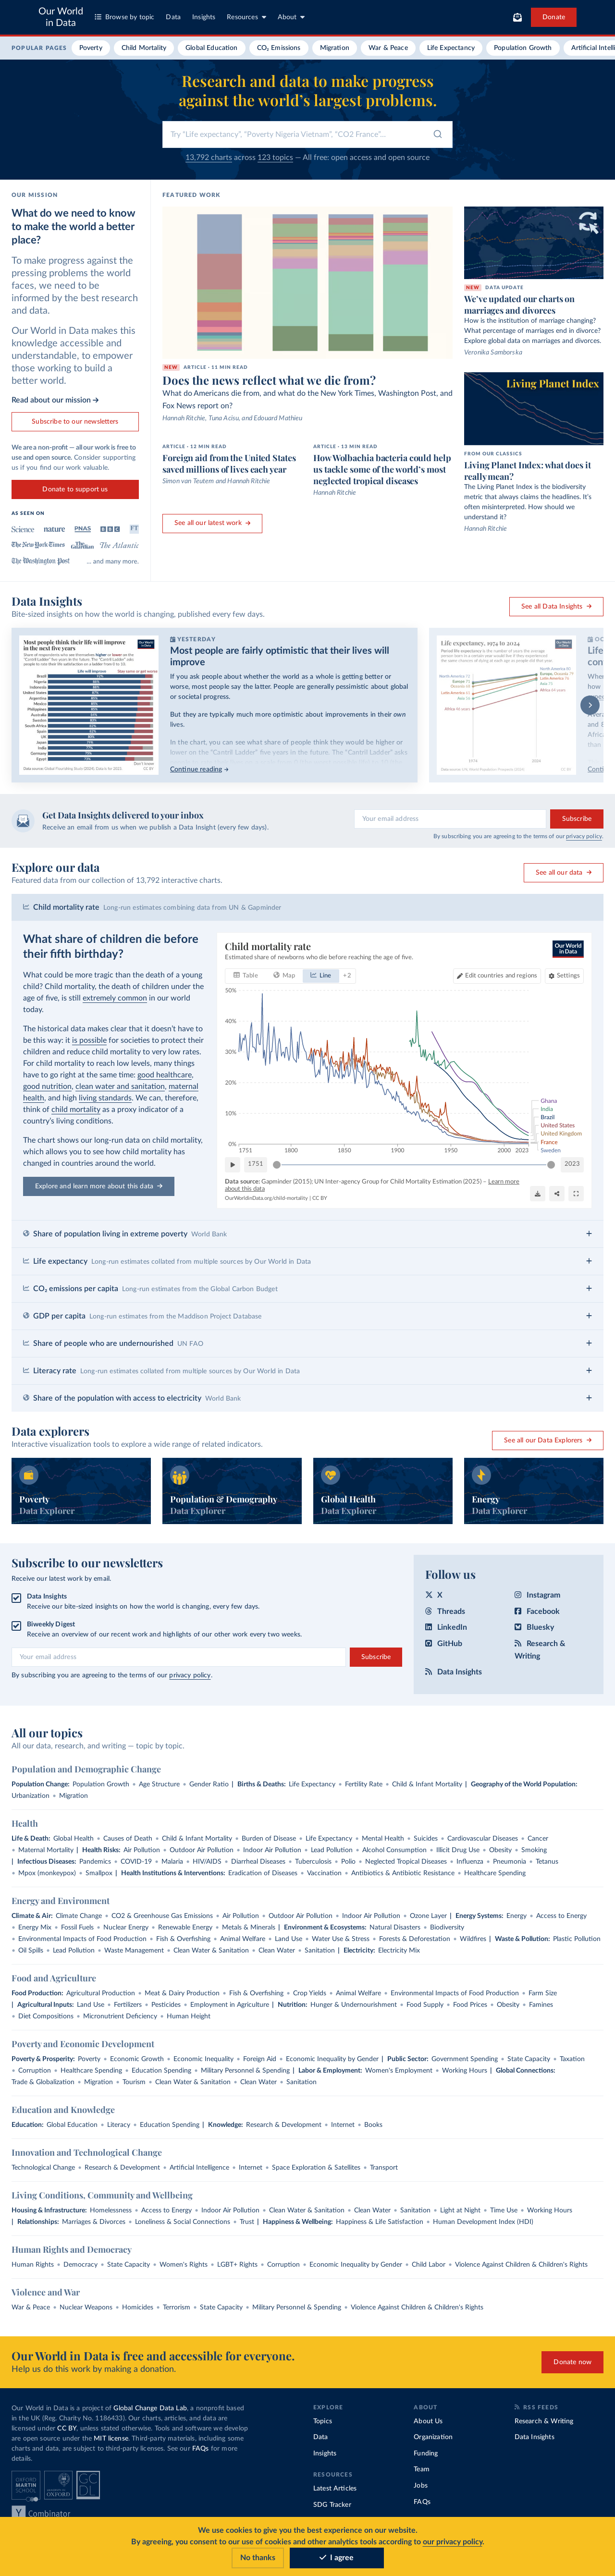 Our World
in Data
Browse by topic
Data
Insights
Resources
About
Donate
POPULAR PAGES
Poverty
Child Mortality
Global Education
CO₂ Emissions
Migration
War & Peace
Life Expectancy
Population Growth
Artificial Intelli
Research and data to make progress
against the world's largest problems.
Try "Life expectancy", "Poverty Nigeria Vietnam", "CO2 France"...
13,792 charts across 123 topics — All free: open access and open source
OUR MISSION
What do we need to know
to make the world a better
place?
To make progress against the
pressing problems the world
faces, we need to be
informed by the best research
and data.
Our World in Data makes this
knowledge accessible and
understandable, to empower
those working to build a
better world.
Read about our mission →
Subscribe to our newsletters
We are a non-profit — all our work is free to
use and open source. Consider supporting
us if you find our work valuable.
Donate to support us
AS SEEN ON
Science
nature
PNAS
BBC
FT
The New York Times
The Guardian
The Atlantic
The Washington Post
... and many more.
FEATURED WORK
NEW ARTICLE - 11 MIN READ
Does the news reflect what we die from?
What do Americans die from, and what do the New York Times, Washington Post, and
Fox News report on?
Hannah Ritchie, Tuna Acisu, and Edouard Mathieu
ARTICLE - 12 MIN READ
Foreign aid from the United States
saved millions of lives each year
Simon van Teutem and Hannah Ritchie
ARTICLE - 13 MIN READ
How Wolbachia bacteria could help
us tackle some of the world's most
neglected tropical diseases
Hannah Ritchie
See all our latest work →
NEW DATA UPDATE
We've updated our charts on
marriages and divorces
How is the institution of marriage changing?
What percentage of marriages end in divorce?
Explore global data on marriages and divorces.
Veronika Samborska
Living Planet Index
FROM OUR CLASSICS
Living Planet Index: what does it
really mean?
The Living Planet Index is the biodiversity
metric that always claims the headlines. It's
often misinterpreted. How should we
understand it?
Hannah Ritchie
Data Insights
Bite-sized insights on how the world is changing, published every few days.
See all Data Insights →
Most people think their life will improve
in the next five years
YESTERDAY
Most people are fairly optimistic that their lives will
improve
If you ask people about whether the world as a whole is getting better or
worse, most people say the latter. People are generally pessimistic about global
or societal progress.
But they are typically much more optimistic about improvements in their own
lives.
In the chart, you can see what share of people think they would be higher or
lower on the "Cantril Ladder" five years in the future. The "Cantril Ladder" asks
Continue reading →
Life expectancy, 1974 to 2024
Get Data Insights delivered to your inbox
Receive an email from us when we publish a Data Insight (every few days).
Your email address
Subscribe
By subscribing you are agreeing to the terms of our privacy policy.
Explore our data
Featured data from our collection of 13,792 interactive charts.
See all our data →
Child mortality rate Long-run estimates combining data from UN & Gapminder
What share of children die before
their fifth birthday?
What could be more tragic than the death of a young
child? Child mortality, the death of children under the
age of five, is still extremely common in our world
today.
The historical data makes clear that it doesn't have to
be this way: it is possible for societies to protect their
children and reduce child mortality to very low rates.
For child mortality to reach low levels, many things
have to go right at the same time: good healthcare,
good nutrition, clean water and sanitation, maternal
health, and high living standards. We can, therefore,
think of child mortality as a proxy indicator of a
country's living conditions.
The chart shows our long-run data on child mortality,
which allows you to see how child mortality has
changed in countries around the world.
Explore and learn more about this data →
Child mortality rate
Estimated share of newborns who die before reaching the age of five.
Our World
in Data
Table
Map
Line
+2
Edit countries and regions
Settings
50%
40%
30%
20%
10%
0%
1751
1800
1850
1900
1950
2000
2023
Ghana
India
Brazil
United States
United Kingdom
France
Sweden
1751
2023
Data source: Gapminder (2015); UN Inter-agency Group for Child Mortality Estimation (2025) – Learn more
about this data
OurWorldinData.org/child-mortality | CC BY
Share of population living in extreme poverty World Bank
Life expectancy Long-run estimates collated from multiple sources by Our World in Data
CO₂ emissions per capita Long-run estimates from the Global Carbon Budget
GDP per capita Long-run estimates from the Maddison Project Database
Share of people who are undernourished UN FAO
Literacy rate Long-run estimates collated from multiple sources by Our World in Data
Share of the population with access to electricity World Bank
Data explorers
Interactive visualization tools to explore a wide range of related indicators.
See all our Data Explorers →
Poverty
Data Explorer
Population & Demography
Data Explorer
Global Health
Data Explorer
Energy
Data Explorer
Subscribe to our newsletters
Receive our latest work by email.
Data Insights
Receive our bite-sized insights on how the world is changing, every few days.
Biweekly Digest
Receive an overview of our recent work and highlights of our other work every two weeks.
Your email address
Subscribe
By subscribing you are agreeing to the terms of our privacy policy.
Follow us
X
Instagram
Threads
Facebook
LinkedIn
Bluesky
GitHub
Research &
Writing
Data Insights
All our topics
All our data, research, and writing — topic by topic.
Population and Demographic Change
Population Change: Population Growth • Age Structure • Gender Ratio | Births & Deaths: Life Expectancy • Fertility Rate • Child & Infant Mortality | Geography of the World Population:
Urbanization • Migration
Health
Life & Death: Global Health • Causes of Death • Child & Infant Mortality • Burden of Disease • Life Expectancy • Mental Health • Suicides • Cardiovascular Diseases • Cancer
• Maternal Mortality | Health Risks: Air Pollution • Outdoor Air Pollution • Indoor Air Pollution • Lead Pollution • Alcohol Consumption • Illicit Drug Use • Obesity • Smoking
| Infectious Diseases: Pandemics • COVID-19 • Malaria • HIV/AIDS • Diarrheal Diseases • Tuberculosis • Polio • Neglected Tropical Diseases • Influenza • Pneumonia • Tetanus
• Mpox (monkeypox) • Smallpox | Health Institutions & Interventions: Eradication of Diseases • Vaccination • Antibiotics & Antibiotic Resistance • Healthcare Spending
Energy and Environment
Climate & Air: Climate Change • CO2 & Greenhouse Gas Emissions • Air Pollution • Outdoor Air Pollution • Indoor Air Pollution • Ozone Layer | Energy Systems: Energy • Access to Energy
• Energy Mix • Fossil Fuels • Nuclear Energy • Renewable Energy • Metals & Minerals | Environment & Ecosystems: Natural Disasters • Biodiversity
• Environmental Impacts of Food Production • Fish & Overfishing • Animal Welfare • Land Use • Water Use & Stress • Forests & Deforestation • Wildfires | Waste & Pollution: Plastic Pollution
• Oil Spills • Lead Pollution • Waste Management • Clean Water & Sanitation • Clean Water • Sanitation | Electricity: Electricity Mix
Food and Agriculture
Food Production: Agricultural Production • Meat & Dairy Production • Fish & Overfishing • Crop Yields • Animal Welfare • Environmental Impacts of Food Production • Farm Size
| Agricultural Inputs: Land Use • Fertilizers • Pesticides • Employment in Agriculture | Nutrition: Hunger & Undernourishment • Food Supply • Food Prices • Obesity • Famines
• Diet Compositions • Micronutrient Deficiency • Human Height
Poverty and Economic Development
Poverty & Prosperity: Poverty • Economic Growth • Economic Inequality • Foreign Aid • Economic Inequality by Gender | Public Sector: Government Spending • State Capacity • Taxation
• Corruption • Healthcare Spending • Education Spending • Military Personnel & Spending | Labor & Employment: Women's Employment • Working Hours | Global Connections:
Trade & Globalization • Migration • Tourism • Clean Water & Sanitation • Clean Water • Sanitation
Education and Knowledge
Education: Global Education • Literacy • Education Spending | Knowledge: Research & Development • Internet • Books
Innovation and Technological Change
Technological Change • Research & Development • Artificial Intelligence • Internet • Space Exploration & Satellites • Transport
Living Conditions, Community and Wellbeing
Housing & Infrastructure: Homelessness • Access to Energy • Indoor Air Pollution • Clean Water & Sanitation • Clean Water • Sanitation • Light at Night • Time Use • Working Hours
| Relationships: Marriages & Divorces • Loneliness & Social Connections • Trust | Happiness & Wellbeing: Happiness & Life Satisfaction • Human Development Index (HDI)
Human Rights and Democracy
Human Rights • Democracy • State Capacity • Women's Rights • LGBT+ Rights • Corruption • Economic Inequality by Gender • Child Labor • Violence Against Children & Children's Rights
Violence and War
War & Peace • Nuclear Weapons • Homicides • Terrorism • State Capacity • Military Personnel & Spending • Violence Against Children & Children's Rights
Our World in Data is free and accessible for everyone.
Help us do this work by making a donation.
Donate now
Our World in Data is a project of Global Change Data Lab, a nonprofit based
in the UK (Reg. Charity No. 1186433). Our charts, articles, and data are
licensed under CC BY, unless stated otherwise. Tools and software we develop
are open source under the MIT license. Third-party materials, including some
charts and data, are subject to third-party licenses. See our FAQs for more
details.
OXFORD
MARTIN
SCHOOL
UNIVERSITY OF
OXFORD
GC
DL
Y Combinator
EXPLORE
Topics
Data
Insights
RESOURCES
Latest Articles
SDG Tracker
ABOUT
About Us
Organization
Funding
Team
Jobs
FAQs
RSS FEEDS
Research & Writing
Data Insights
We use cookies to give you the best experience on our website.
By agreeing, you consent to our use of cookies and other analytics tools according to our privacy policy.
No thanks
I agree